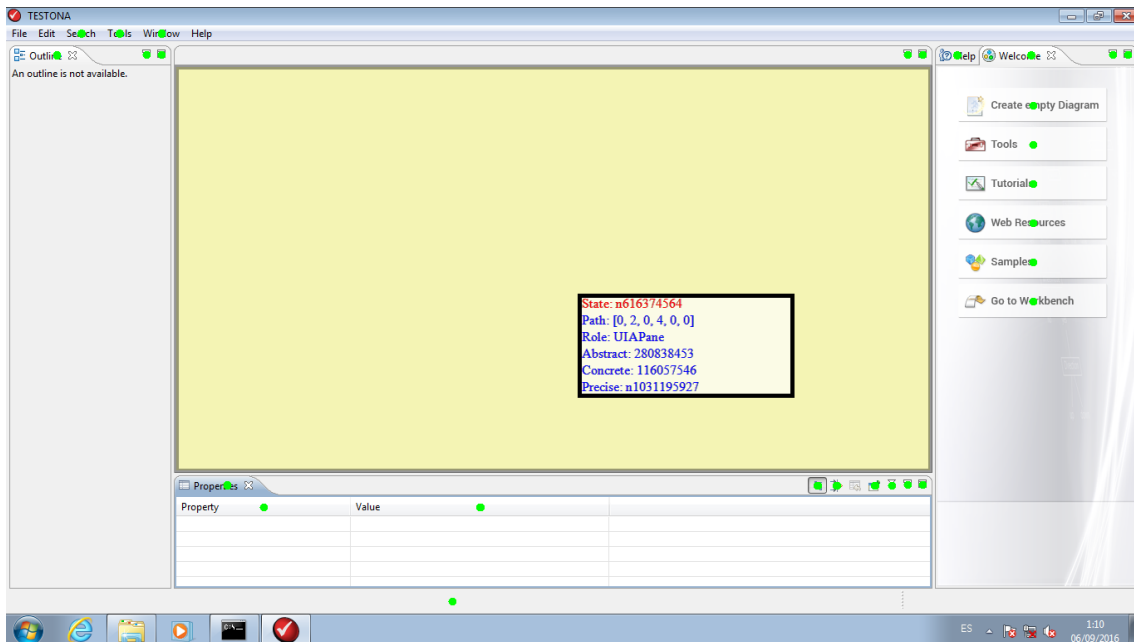 TESTONA
File Edit Search Tools Window Help
Outline
Help Welcome
An outline is not available.
Create empty Diagram
Tools
Tutorials
Web Resources
Samples
Go to Workbench
State: n616374564
Path: [0, 2, 0, 4, 0, 0]
Role: UIAPane
Abstract: 280838453
Concrete: 116057546
Precise: n1031195927
Properties
Property Value
ES 1:10
06/09/2016